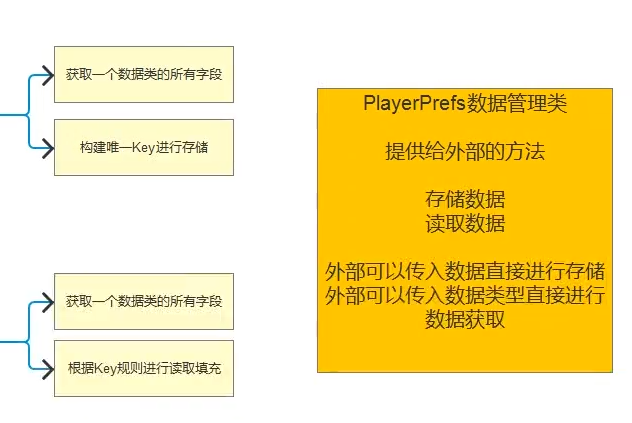 获取一个数据类的所有字段
构建唯一Key进行存储
获取一个数据类的所有字段
根据Key规则进行读取填充
PlayerPrefs数据管理类
提供给外部的方法
存储数据
读取数据
外部可以传入数据直接进行存储
外部可以传入数据类型直接进行
数据获取